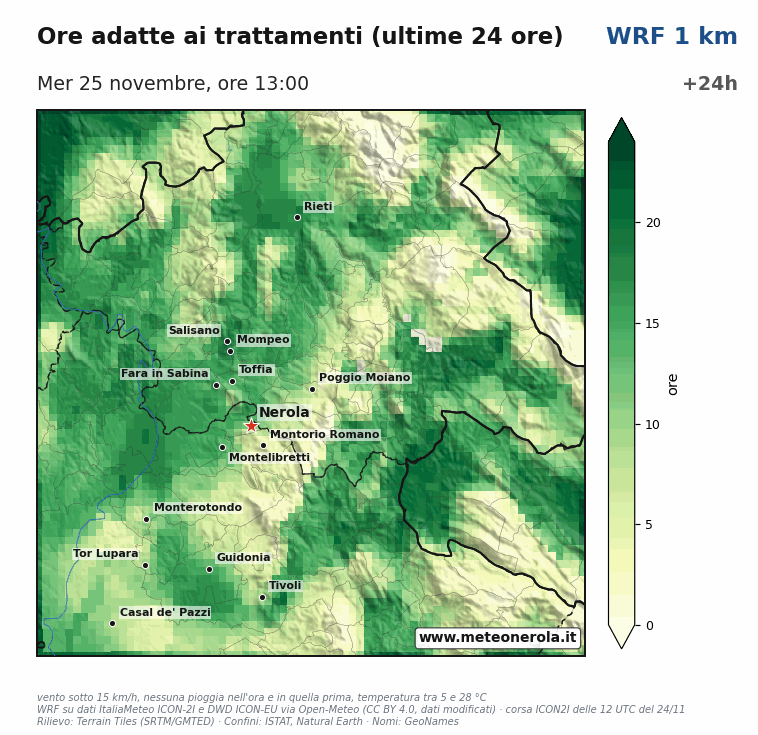 Ore adatte ai trattamenti (ultime 24 ore)
WRF 1 km
Mer 25 novembre, ore 13:00
+24h
Rieti
Salisano
Mompeo
Fara in Sabina
Toffia
Poggio Moiano
Nerola
Montorio Romano
Montelibretti
Monterotondo
Tor Lupara
Guidonia
Tivoli
Casal de' Pazzi
www.meteonerola.it
20
15
10
5
0
ore
vento sotto 15 km/h, nessuna pioggia nell'ora e in quella prima, temperatura tra 5 e 28 °C
WRF su dati ItaliaMeteo ICON-2I e DWD ICON-EU via Open-Meteo (CC BY 4.0, dati modificati) · corsa ICON2I delle 12 UTC del 24/11
Rilievo: Terrain Tiles (SRTM/GMTED) · Confini: ISTAT, Natural Earth · Nomi: GeoNames